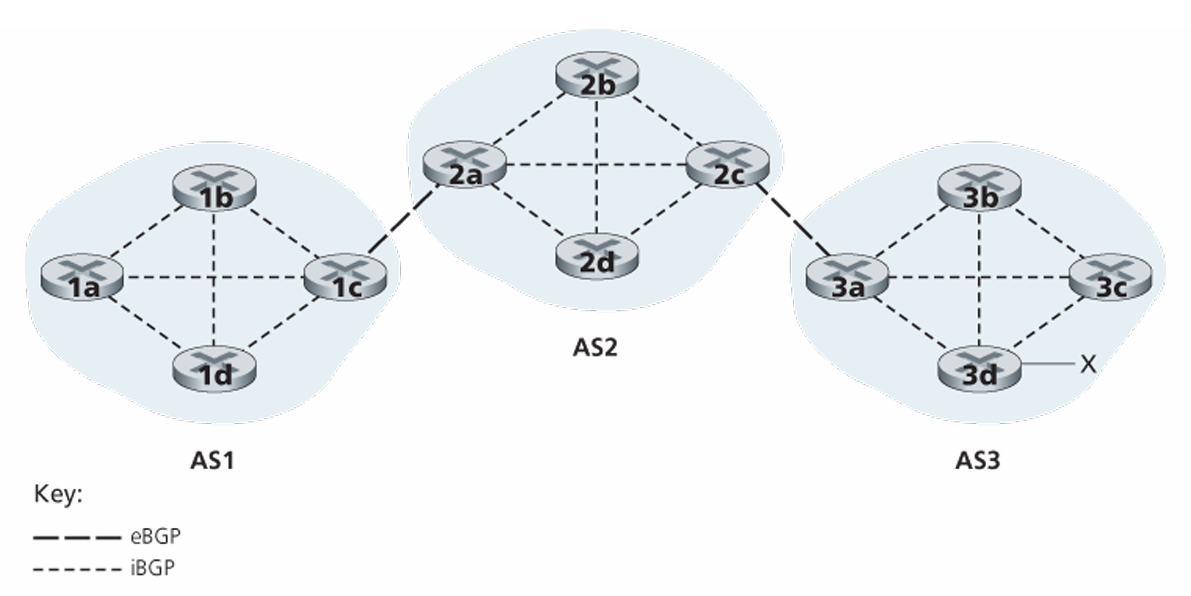 2b
2a
2c
2d
1b
1a
1c
1d
3b
3a
3c
3d
X
AS2
AS1
AS3
Key:
eBGP
iBGP